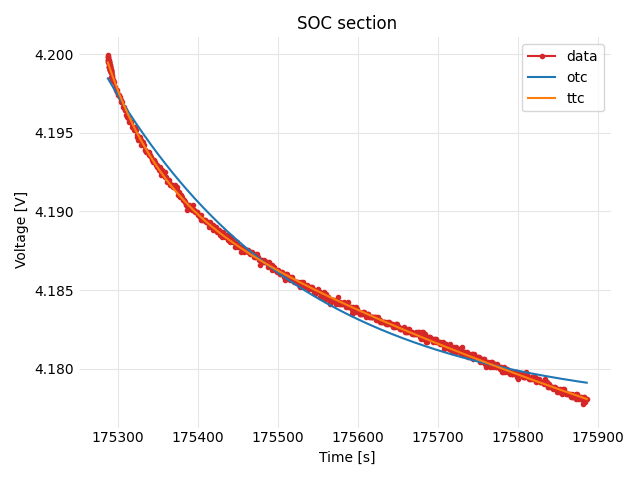 SOC section
4.200
4.195
4.190
4.185
4.180
Voltage [V]
data
otc
ttc
175300 175400 175500 175600 175700 175800 175900
Time [s]